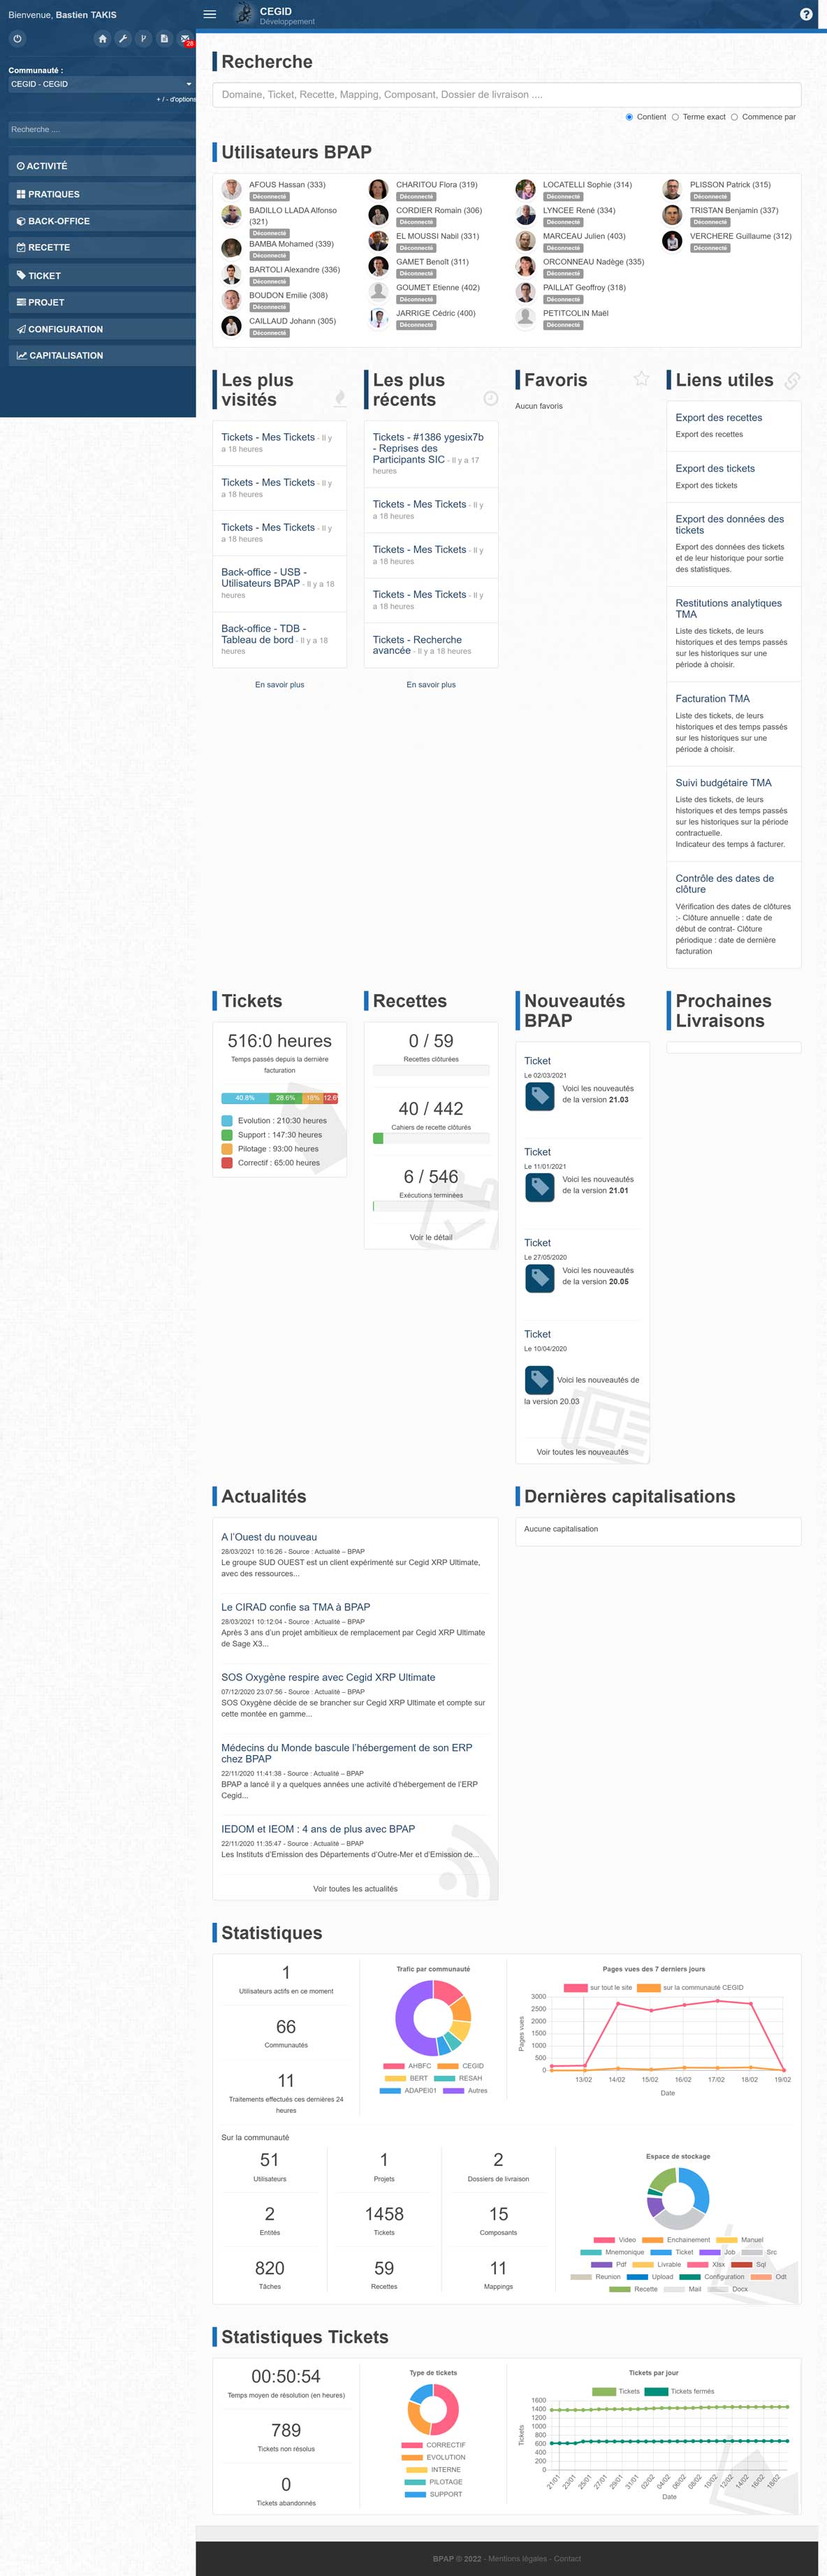 Bienvenue, Bastien TAKIS
28
Communauté :
CEGID - CEGID
+ / - d'options
Recherche ....
ACTIVITÉ
PRATIQUES
BACK-OFFICE
RECETTE
TICKET
PROJET
CONFIGURATION
CAPITALISATION
CEGID
Développement
Recherche
Domaine, Ticket, Recette, Mapping, Composant, Dossier de livraison ....
Contient Terme exact Commence par
Utilisateurs BPAP
AFOUS Hassan (333)
Déconnecté
BADILLO LLADA Alfonso
(321)
Déconnecté
BAMBA Mohamed (339)
Déconnecté
BARTOLI Alexandre (336)
Déconnecté
BOUDON Emilie (308)
Déconnecté
CAILLAUD Johann (305)
Déconnecté
CHARITOU Flora (319)
Déconnecté
CORDIER Romain (306)
Déconnecté
EL MOUSSI Nabil (331)
Déconnecté
GAMET Benoît (311)
Déconnecté
GOUMET Etienne (402)
Déconnecté
JARRIGE Cédric (400)
Déconnecté
LOCATELLI Sophie (314)
Déconnecté
LYNCEE René (334)
Déconnecté
MARCEAU Julien (403)
Déconnecté
ORCONNEAU Nadège (335)
Déconnecté
PAILLAT Geoffroy (318)
Déconnecté
PETITCOLIN Maël
Déconnecté
PLISSON Patrick (315)
Déconnecté
TRISTAN Benjamin (337)
Déconnecté
VERCHERE Guillaume (312)
Déconnecté
Les plus
visités
Tickets - Mes Tickets - Il y
a 18 heures
Tickets - Mes Tickets - Il y
a 18 heures
Tickets - Mes Tickets - Il y
a 18 heures
Back-office - USB -
Utilisateurs BPAP - Il y a 18
heures
Back-office - TDB -
Tableau de bord - Il y a 18
heures
En savoir plus
Les plus
récents
Tickets - #1386 ygesix7b
- Reprises des
Participants SIC - Il y a 17
heures
Tickets - Mes Tickets - Il y
a 18 heures
Tickets - Mes Tickets - Il y
a 18 heures
Tickets - Mes Tickets - Il y
a 18 heures
Tickets - Recherche
avancée - Il y a 18 heures
En savoir plus
Favoris
Aucun favoris
Liens utiles
Export des recettes
Export des recettes
Export des tickets
Export des tickets
Export des données des
tickets
Export des données des tickets
et de leur historique pour sortie
des statistiques.
Restitutions analytiques
TMA
Liste des tickets, de leurs
historiques et des temps passés
sur les historiques sur une
période à choisir.
Facturation TMA
Liste des tickets, de leurs
historiques et des temps passés
sur les historiques sur une
période à choisir.
Suivi budgétaire TMA
Liste des tickets, de leurs
historiques et des temps passés
sur les historiques sur la période
contractuelle.
Indicateur des temps à facturer.
Contrôle des dates de
clôture
Vérification des dates de clôtures
:- Clôture annuelle : date de
début de contrat- Clôture
périodique : date de dernière
facturation
Tickets
516:0 heures
Temps passés depuis la dernière
facturation
40.8% 28.6% 18% 12.6%
Evolution : 210:30 heures
Support : 147:30 heures
Pilotage : 93:00 heures
Correctif : 65:00 heures
Recettes
0 / 59
Recettes clôturées
40 / 442
Cahiers de recette clôturés
6 / 546
Exécutions terminées
Voir le détail
Nouveautés
BPAP
Ticket
Le 02/03/2021
Voici les nouveautés
de la version 21.03
Ticket
Le 11/01/2021
Voici les nouveautés
de la version 21.01
Ticket
Le 27/05/2020
Voici les nouveautés
de la version 20.05
Ticket
Le 10/04/2020
Voici les nouveautés de
la version 20.03
Voir toutes les nouveautés
Prochaines
Livraisons
Actualités
A l'Ouest du nouveau
28/03/2021 10:16:26 - Source : Actualité – BPAP
Le groupe SUD OUEST est un client expérimenté sur Cegid XRP Ultimate,
avec des ressources...
Le CIRAD confie sa TMA à BPAP
28/03/2021 10:12:04 - Source : Actualité – BPAP
Après 3 ans d'un projet ambitieux de remplacement par Cegid XRP Ultimate
de Sage X3...
SOS Oxygène respire avec Cegid XRP Ultimate
07/12/2020 23:07:56 - Source : Actualité – BPAP
SOS Oxygène décide de se brancher sur Cegid XRP Ultimate et compte sur
cette montée en gamme...
Médecins du Monde bascule l'hébergement de son ERP
chez BPAP
22/11/2020 11:41:38 - Source : Actualité – BPAP
BPAP a lancé il y a quelques années une activité d'hébergement de l'ERP
Cegid...
IEDOM et IEOM : 4 ans de plus avec BPAP
22/11/2020 11:35:47 - Source : Actualité – BPAP
Les Instituts d'Emission des Départements d'Outre-Mer et d'Emission de...
Voir toutes les actualités
Dernières capitalisations
Aucune capitalisation
Statistiques
1
Utilisateurs actifs en ce moment
66
Communautés
11
Traitements effectués ces dernières 24
heures
Trafic par communauté
AHBFC CEGID
BERT RESAH
ADAPEI01 Autres
Pages vues des 7 derniers jours
sur tout le site sur la communauté CEGID
Pages vues
3000
2500
2000
1500
1000
500
0
13/02 14/02 15/02 16/02 17/02 18/02 19/02
Date
Sur la communauté
51
Utilisateurs
1
Projets
2
Dossiers de livraison
2
Entités
1458
Tickets
15
Composants
820
Tâches
59
Recettes
11
Mappings
Espace de stockage
Video Enchainement Manuel
Mnemonique Ticket Job Src
Pdf Livrable Xlsx Sql
Reunion Upload Configuration Odt
Recette Mail Docx
Statistiques Tickets
00:50:54
Temps moyen de résolution (en heures)
789
Tickets non résolus
0
Tickets abandonnés
Type de tickets
CORRECTIF
EVOLUTION
INTERNE
PILOTAGE
SUPPORT
Tickets par jour
Tickets Tickets fermés
Tickets
1600
1400
1200
1000
800
600
400
200
0
21/01 23/01 25/01 27/01 29/01 31/01 02/02 04/02 06/02 08/02 10/02 12/02 14/02 16/02 18/02
Date
BPAP © 2022 - Mentions légales - Contact